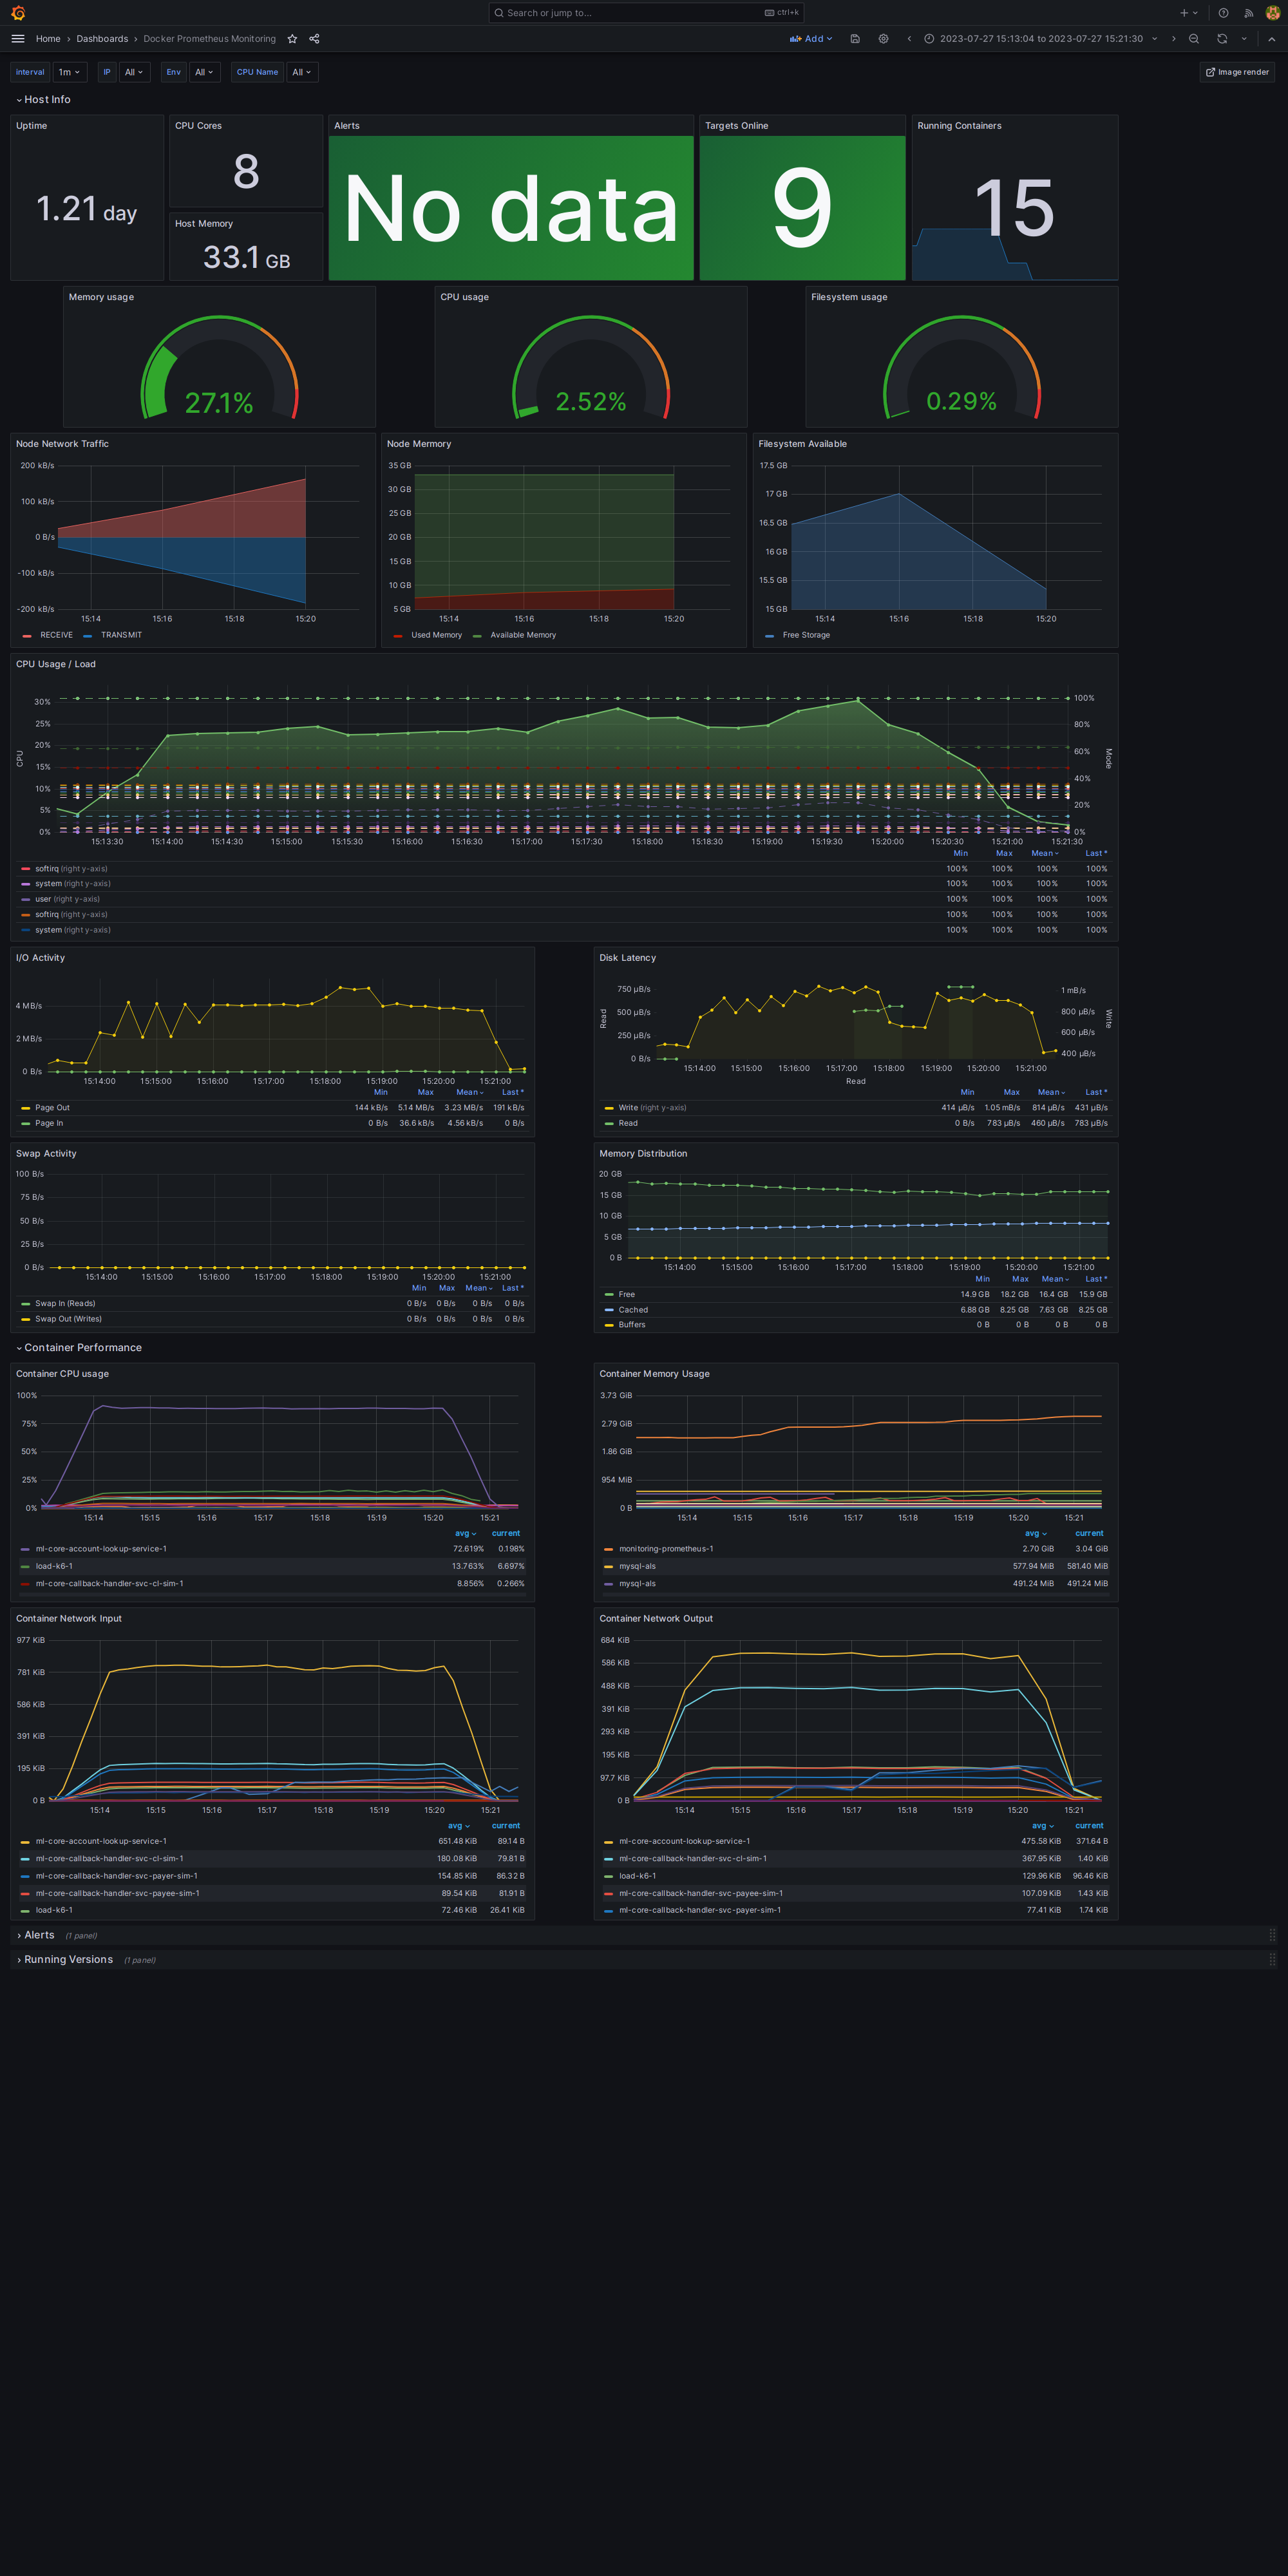 Search or jump to...
ctrl+k
Home › Dashboards › Docker Prometheus Monitoring
Add
2023-07-27 15:13:04 to 2023-07-27 15:21:30
interval 1m IP All Env All CPU Name All
Image render
Host Info
Uptime
1.21 day
CPU Cores
8
Host Memory
33.1 GB
Alerts
No data
Targets Online
9
Running Containers
15
Memory usage
27.1%
CPU usage
2.52%
Filesystem usage
0.29%
Node Network Traffic
200 kB/s
100 kB/s
0 B/s
-100 kB/s
-200 kB/s
15:14 15:16 15:18 15:20
RECEIVE TRANSMIT
Node Mermory
35 GB
30 GB
25 GB
20 GB
15 GB
10 GB
5 GB
15:14 15:16 15:18 15:20
Used Memory Available Memory
Filesystem Available
17.5 GB
17 GB
16.5 GB
16 GB
15.5 GB
15 GB
15:14 15:16 15:18 15:20
Free Storage
CPU Usage / Load
CPU
30%
25%
20%
15%
10%
5%
0%
100%
80%
60%
40%
20%
0%
Mode
15:13:30 15:14:00 15:14:30 15:15:00 15:15:30 15:16:00 15:16:30 15:17:00 15:17:30 15:18:00 15:18:30 15:19:00 15:19:30 15:20:00 15:20:30 15:21:00 15:21:30
Min Max Mean Last *
softirq (right y-axis) 100% 100% 100% 100%
system (right y-axis) 100% 100% 100% 100%
user (right y-axis) 100% 100% 100% 100%
softirq (right y-axis) 100% 100% 100% 100%
system (right y-axis) 100% 100% 100% 100%
I/O Activity
4 MB/s
2 MB/s
0 B/s
15:14:00 15:15:00 15:16:00 15:17:00 15:18:00 15:19:00 15:20:00 15:21:00
Min Max Mean Last *
Page Out 144 kB/s 5.14 MB/s 3.23 MB/s 191 kB/s
Page In 0 B/s 36.6 kB/s 4.56 kB/s 0 B/s
Disk Latency
Read
750 µB/s
500 µB/s
250 µB/s
0 B/s
1 mB/s
800 µB/s
600 µB/s
400 µB/s
Write
15:14:00 15:15:00 15:16:00 15:17:00 15:18:00 15:19:00 15:20:00 15:21:00
Read
Min Max Mean Last *
Write (right y-axis) 414 µB/s 1.05 mB/s 814 µB/s 431 µB/s
Read 0 B/s 783 µB/s 460 µB/s 783 µB/s
Swap Activity
100 B/s
75 B/s
50 B/s
25 B/s
0 B/s
15:14:00 15:15:00 15:16:00 15:17:00 15:18:00 15:19:00 15:20:00 15:21:00
Min Max Mean Last *
Swap In (Reads) 0 B/s 0 B/s 0 B/s 0 B/s
Swap Out (Writes) 0 B/s 0 B/s 0 B/s 0 B/s
Memory Distribution
20 GB
15 GB
10 GB
5 GB
0 B
15:14:00 15:15:00 15:16:00 15:17:00 15:18:00 15:19:00 15:20:00 15:21:00
Min Max Mean Last *
Free 14.9 GB 18.2 GB 16.4 GB 15.9 GB
Cached 6.88 GB 8.25 GB 7.63 GB 8.25 GB
Buffers 0 B 0 B 0 B 0 B
Container Performance
Container CPU usage
100%
75%
50%
25%
0%
15:14 15:15 15:16 15:17 15:18 15:19 15:20 15:21
avg current
ml-core-account-lookup-service-1 72.619% 0.198%
load-k6-1 13.763% 6.697%
ml-core-callback-handler-svc-cl-sim-1 8.856% 0.266%
Container Memory Usage
3.73 GiB
2.79 GiB
1.86 GiB
954 MiB
0 B
15:14 15:15 15:16 15:17 15:18 15:19 15:20 15:21
avg current
monitoring-prometheus-1 2.70 GiB 3.04 GiB
mysql-als 577.94 MiB 581.40 MiB
mysql-als 491.24 MiB 491.24 MiB
Container Network Input
977 KiB
781 KiB
586 KiB
391 KiB
195 KiB
0 B
15:14 15:15 15:16 15:17 15:18 15:19 15:20 15:21
avg current
ml-core-account-lookup-service-1 651.48 KiB 89.14 B
ml-core-callback-handler-svc-cl-sim-1 180.08 KiB 79.81 B
ml-core-callback-handler-svc-payer-sim-1 154.85 KiB 86.32 B
ml-core-callback-handler-svc-payee-sim-1 89.54 KiB 81.91 B
load-k6-1 72.46 KiB 26.41 KiB
Container Network Output
684 KiB
586 KiB
488 KiB
391 KiB
293 KiB
195 KiB
97.7 KiB
0 B
15:14 15:15 15:16 15:17 15:18 15:19 15:20 15:21
avg current
ml-core-account-lookup-service-1 475.58 KiB 371.64 B
ml-core-callback-handler-svc-cl-sim-1 367.95 KiB 1.40 KiB
load-k6-1 129.96 KiB 96.46 KiB
ml-core-callback-handler-svc-payee-sim-1 107.09 KiB 1.43 KiB
ml-core-callback-handler-svc-payer-sim-1 77.41 KiB 1.74 KiB
Alerts (1 panel)
Running Versions (1 panel)